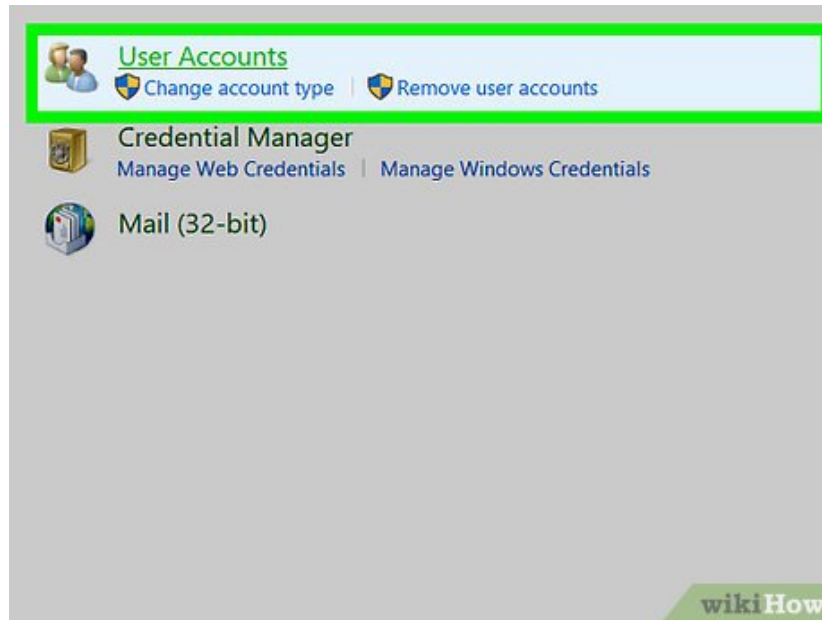 User Accounts
Change account type | Remove user accounts
Credential Manager
Manage Web Credentials | Manage Windows Credentials
Mail (32-bit)
wikiHow